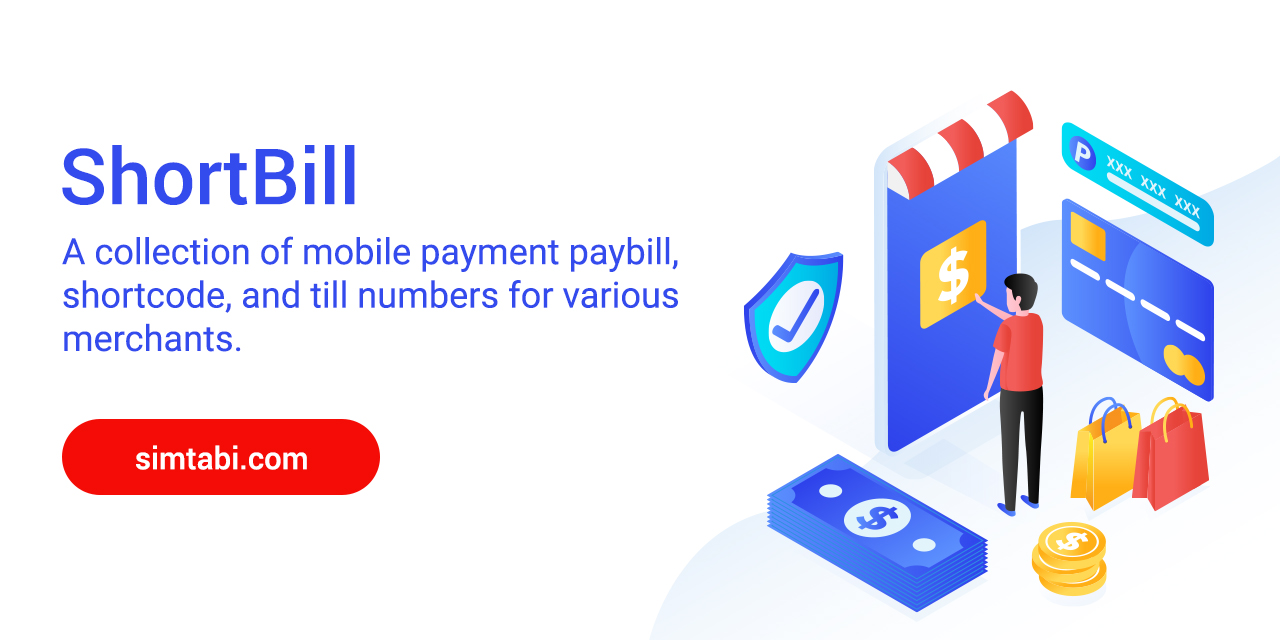 ShortBill
A collection of mobile payment paybill,
shortcode, and till numbers for various
merchants.
simtabi.com
$
P XXX XXX XXX
$
$